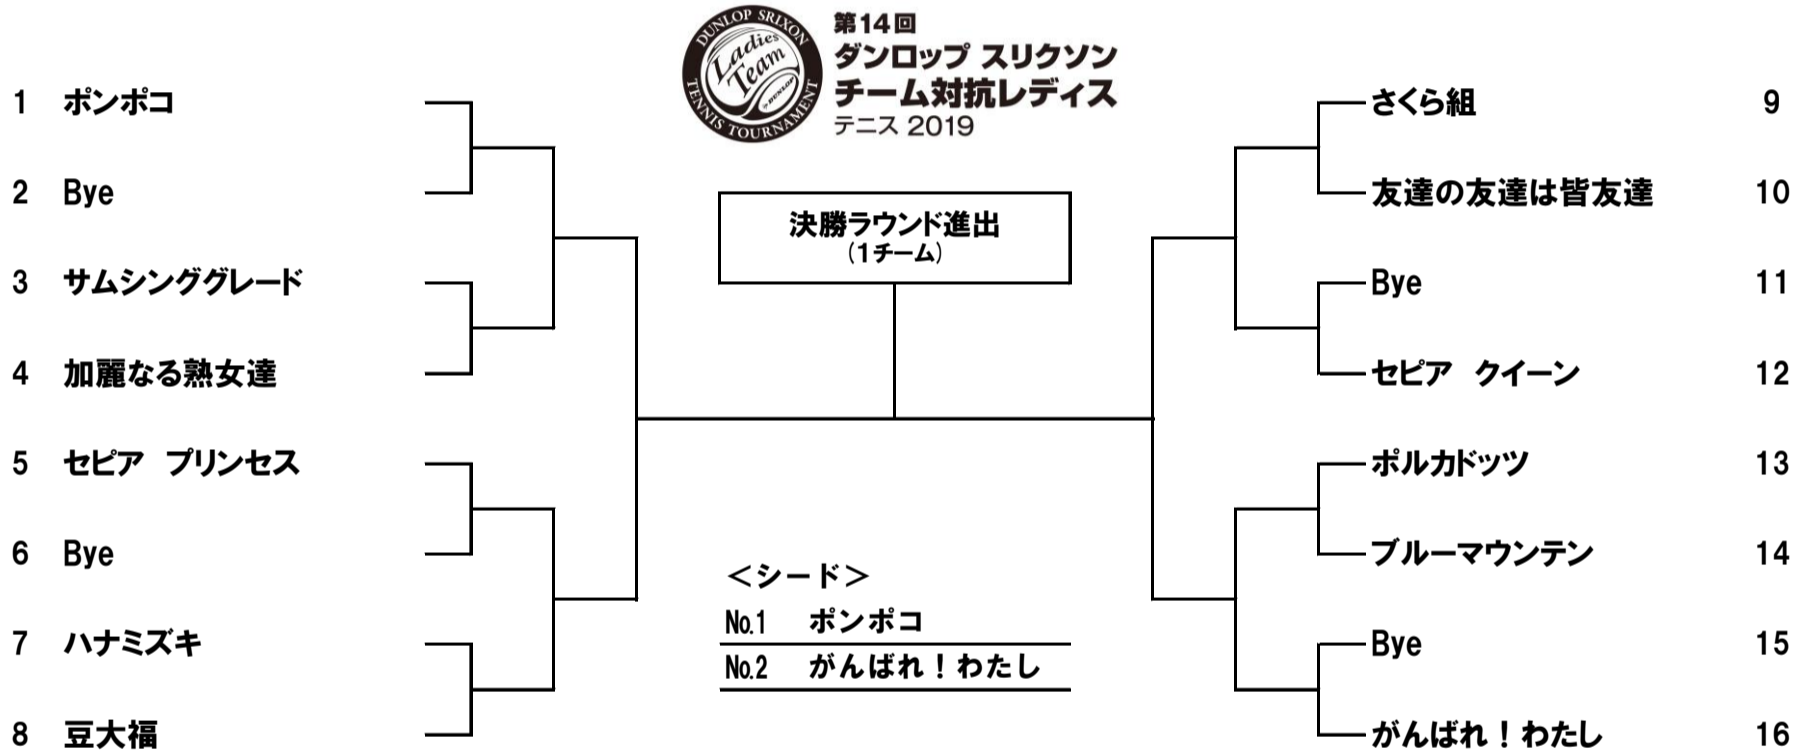 DUNLOP SRIXON
Ladies
Team
by DUNLOP
TENNIS TOURNAMENT
第14回
ダンロップ スリクソン
チーム対抗レディス
テニス 2019
1 ポンポコ
2 Bye
3 サムシンググレード
4 加麗なる熟女達
5 セピア　プリンセス
6 Bye
7 ハナミズキ
8 豆大福
決勝ラウンド進出
(1チーム)
＜シード＞
No.1 ポンポコ
No.2 がんばれ！わたし
さくら組 9
友達の友達は皆友達 10
Bye 11
セピア　クイーン 12
ポルカドッツ 13
ブルーマウンテン 14
Bye 15
がんばれ！わたし 16